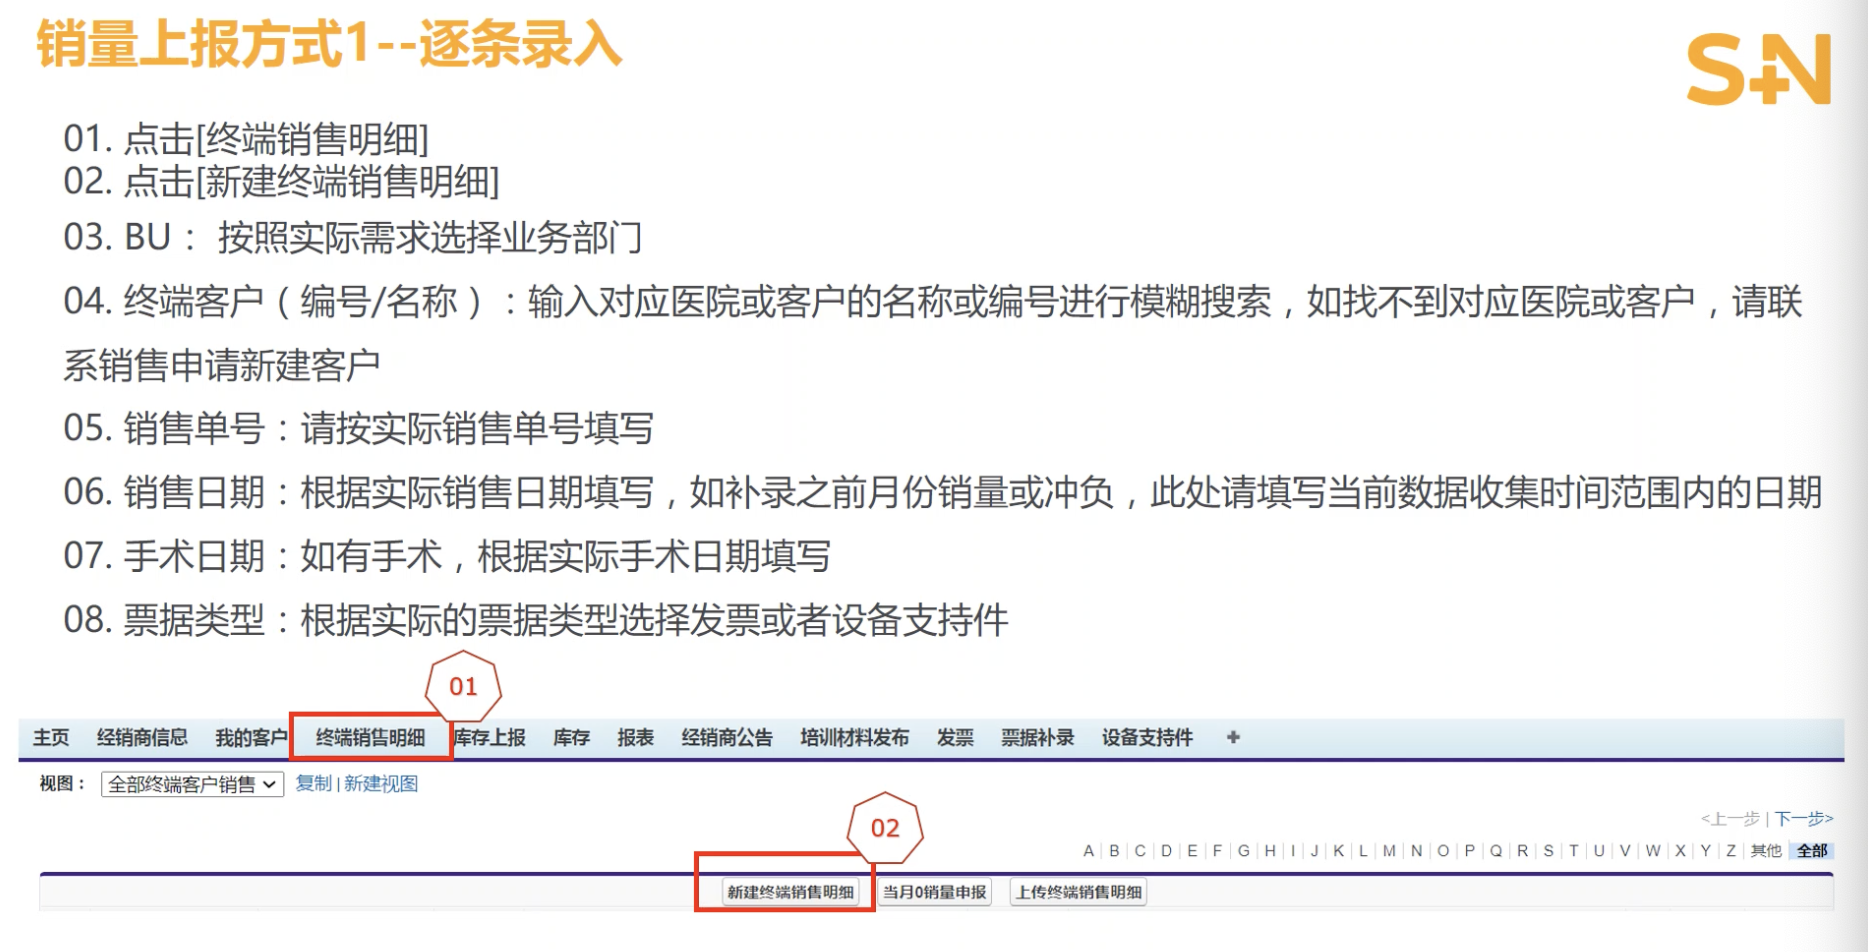 销量上报方式1--逐条录入
S+N
01. 点击[终端销售明细]
02. 点击[新建终端销售明细]
03. BU： 按照实际需求选择业务部门
04. 终端客户（编号/名称）：输入对应医院或客户的名称或编号进行模糊搜索，如找不到对应医院或客户，请联
系销售申请新建客户
05. 销售单号：请按实际销售单号填写
06. 销售日期：根据实际销售日期填写，如补录之前月份销量或冲负，此处请填写当前数据收集时间范围内的日期
07. 手术日期：如有手术，根据实际手术日期填写
08. 票据类型：根据实际的票据类型选择发票或者设备支持件
01
主页 经销商信息 我的客户 终端销售明细 库存上报 库存 报表 经销商公告 培训材料发布 发票 票据补录 设备支持件 +
视图： 全部终端客户销售 复制 | 新建视图
02
<上一步 | 下一步>
A | B | C | D | E | F | G | H | I | J | K | L | M | N | O | P | Q | R | S | T | U | V | W | X | Y | Z | 其他 | 全部
新建终端销售明细 当月0销量申报 上传终端销售明细